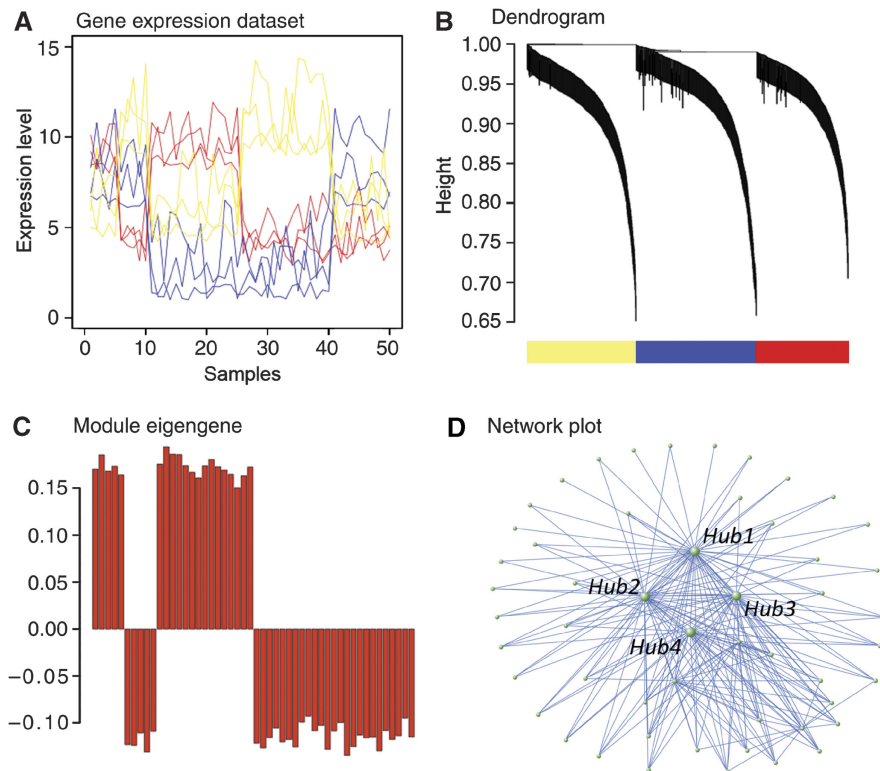 A Gene expression dataset
15
10
5
0
Expression level
0 10 20 30 40 50
Samples
B Dendrogram
1.00
0.95
0.90
0.85
0.80
0.75
0.70
0.65
Height
C Module eigengene
0.15
0.10
0.05
0.00
−0.05
−0.10
D Network plot
Hub1
Hub2
Hub3
Hub4